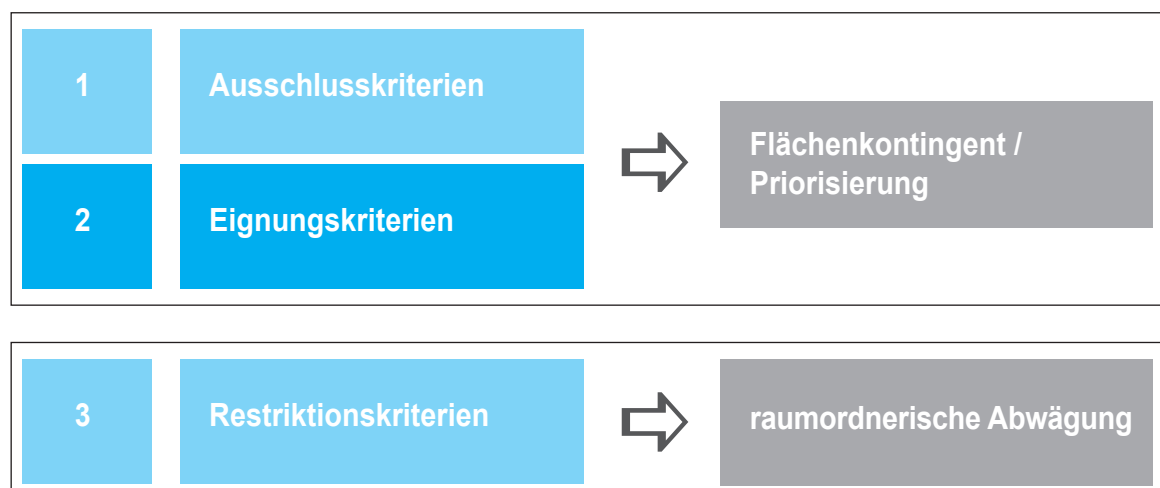 1
Ausschlusskriterien
2
Eignungskriterien
Flächenkontingent /
Priorisierung
3
Restriktionskriterien
raumordnerische Abwägung